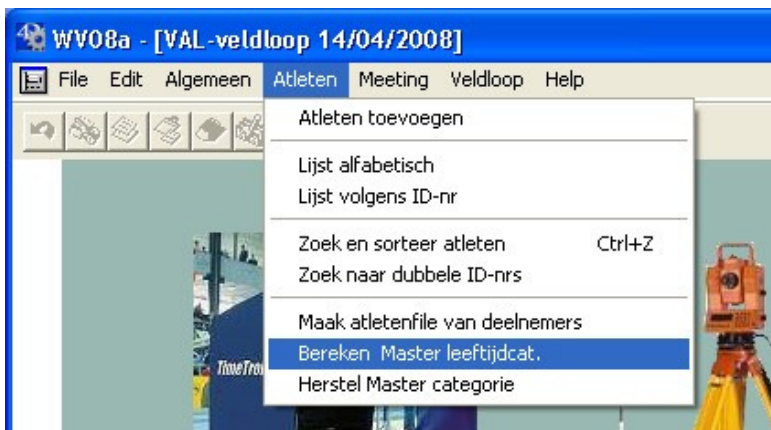 WV08a - [VAL-veldloop 14/04/2008]
File Edit Algemeen Atleten Meeting Veldloop Help
Atleten toevoegen
Lijst alfabetisch
Lijst volgens ID-nr
Zoek en sorteer atleten Ctrl+Z
Zoek naar dubbele ID-nrs
Maak atletenfile van deelnemers
Bereken Master leeftijdcat.
Herstel Master categorie